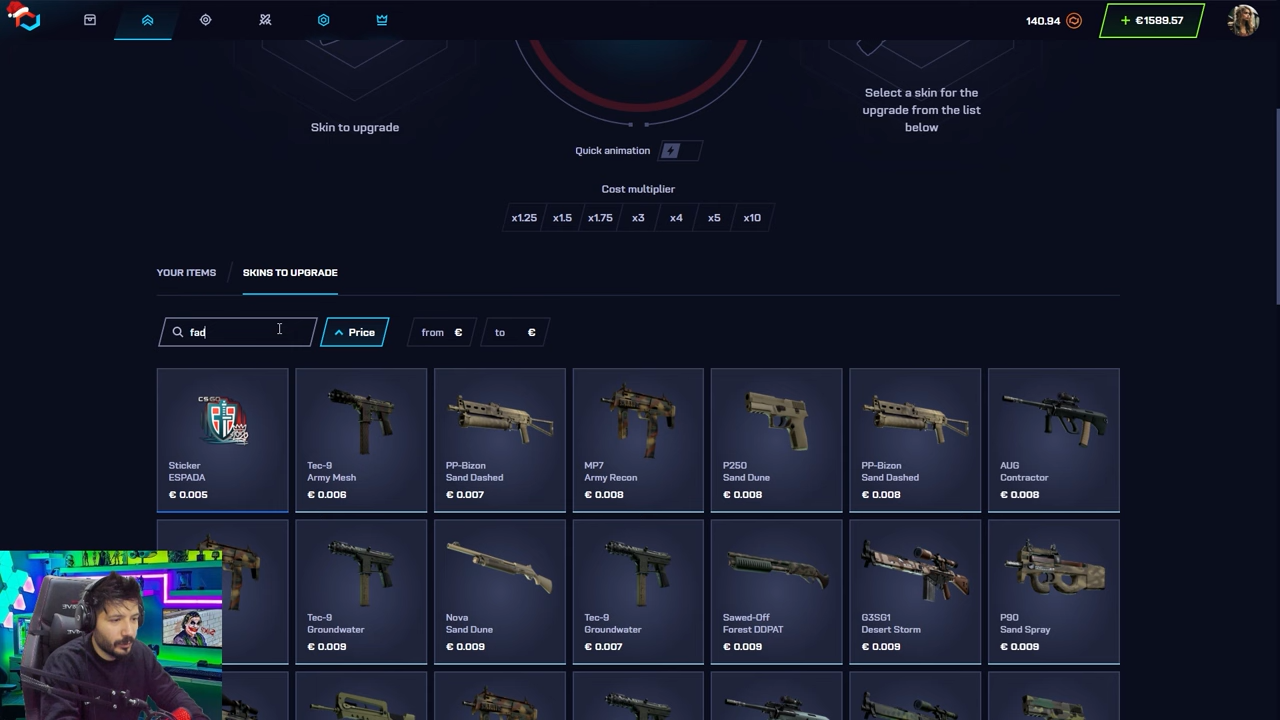 140.94
+ €1589.57
Skin to upgrade
Select a skin for the
upgrade from the list
below
Quick animation
Cost multiplier
x1.25 x1.5 x1.75 x3 x4 x5 x10
YOUR ITEMS
SKINS TO UPGRADE
fad
Price
from €
to €
CS:GO
Sticker
ESPADA
€ 0.005
Tec-9
Army Mesh
€ 0.006
PP-Bizon
Sand Dashed
€ 0.007
MP7
Army Recon
€ 0.008
P250
Sand Dune
€ 0.008
PP-Bizon
Sand Dashed
€ 0.008
AUG
Contractor
€ 0.008
Tec-9
Groundwater
€ 0.009
Nova
Sand Dune
€ 0.009
Tec-9
Groundwater
€ 0.007
Sawed-Off
Forest DDPAT
€ 0.009
G3SG1
Desert Storm
€ 0.009
P90
Sand Spray
€ 0.009